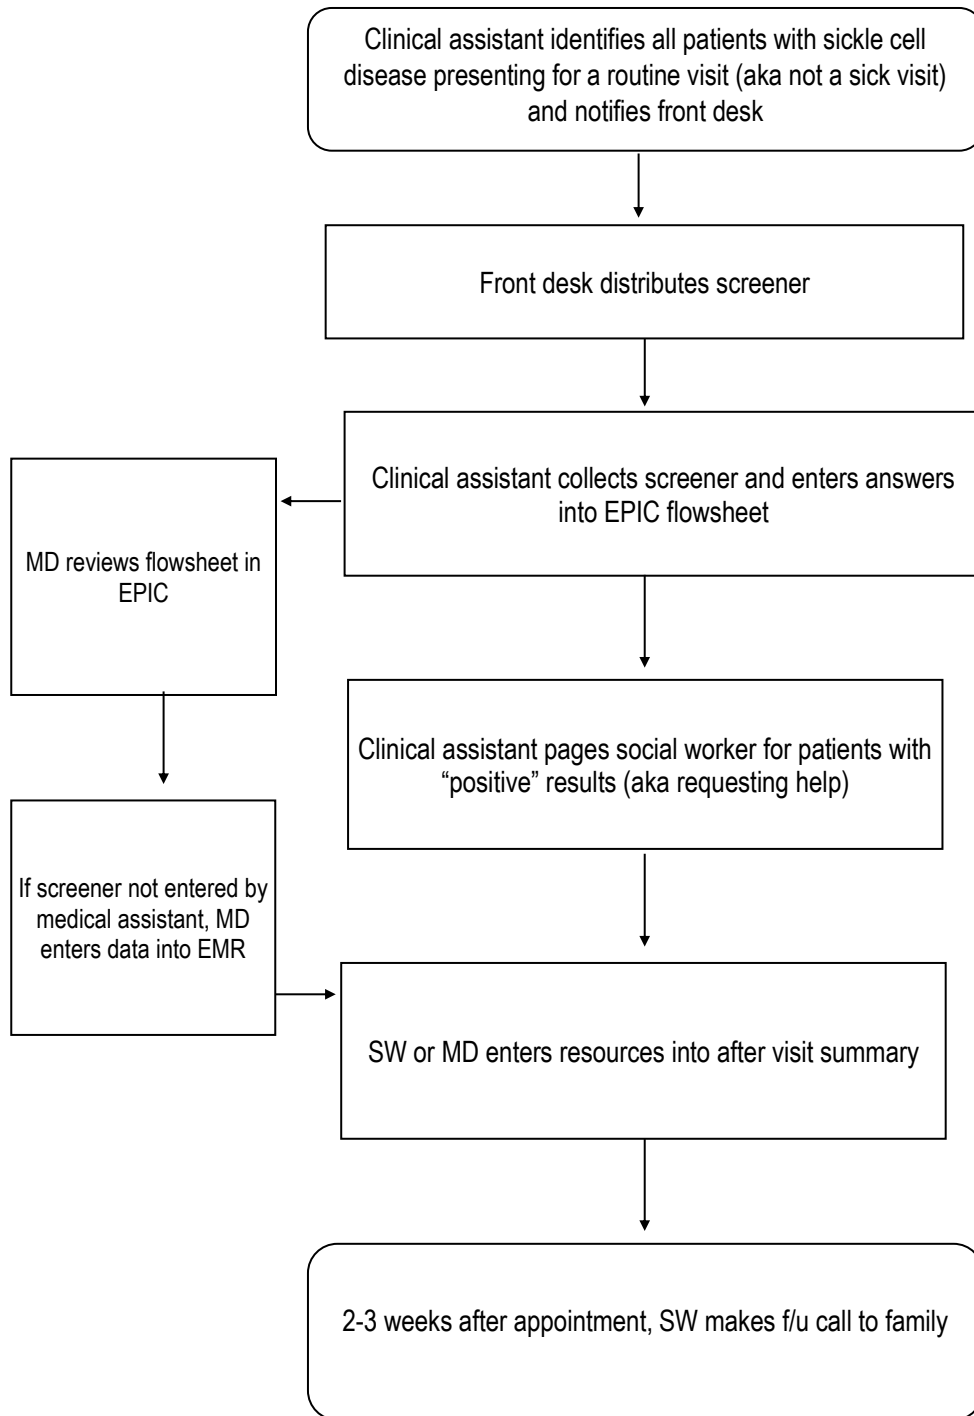 Clinical assistant identifies all patients with sickle cell
disease presenting for a routine visit (aka not a sick visit)
and notifies front desk
Front desk distributes screener
Clinical assistant collects screener and enters answers
into EPIC flowsheet
MD reviews flowsheet in
EPIC
Clinical assistant pages social worker for patients with
“positive” results (aka requesting help)
If screener not entered by
medical assistant, MD
enters data into EMR
SW or MD enters resources into after visit summary
2-3 weeks after appointment, SW makes f/u call to family